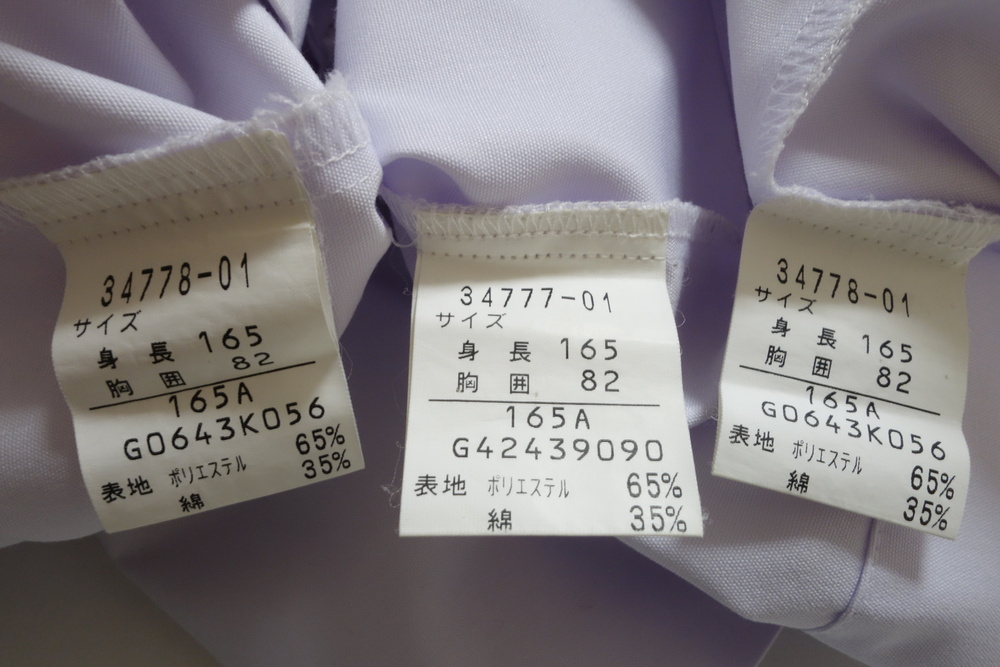 34778-01
サイズ
身長 165
胸囲 82
165A
G0643K056
表地 ポリエステル 65%
綿 35%
34777-01
サイズ
身長 165
胸囲 82
165A
G42439090
表地 ポリエステル 65%
綿 35%
34778-01
サイズ
身長 165
胸囲 82
165A
G0643K056
表地 ポリエステル 65%
綿 35%